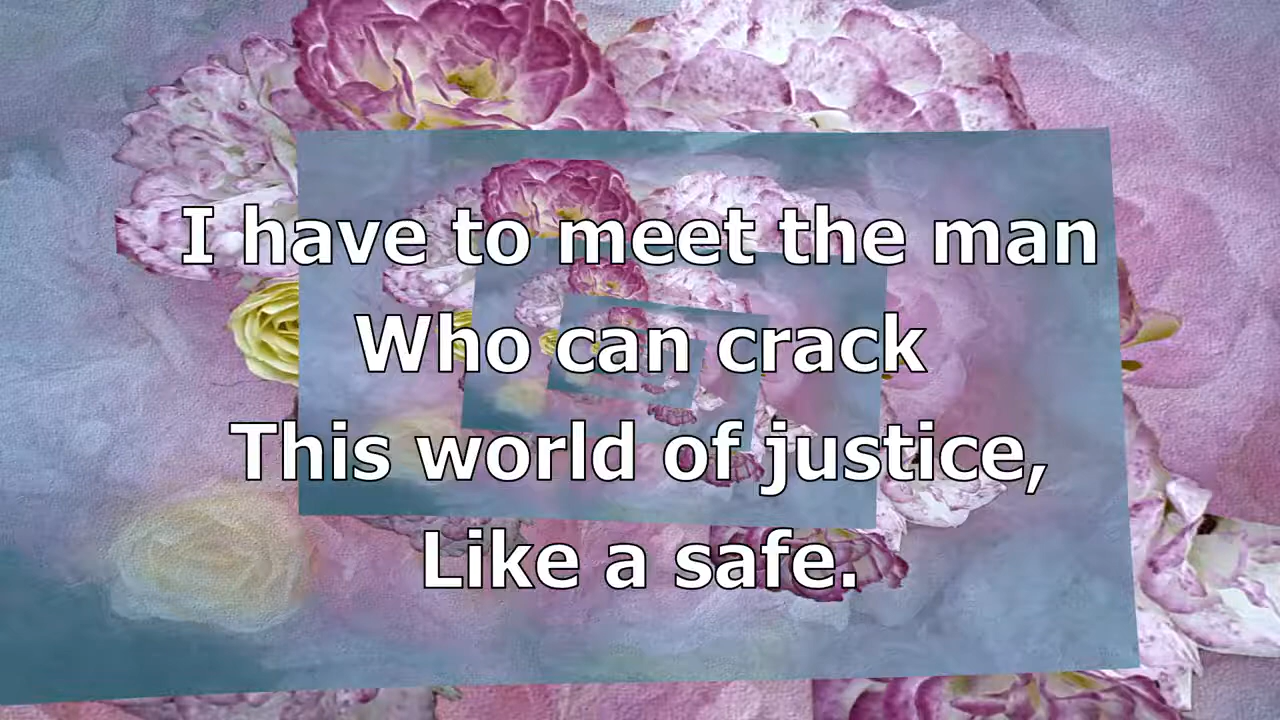 I have to meet the man
Who can crack
This world of justice,
Like a safe.